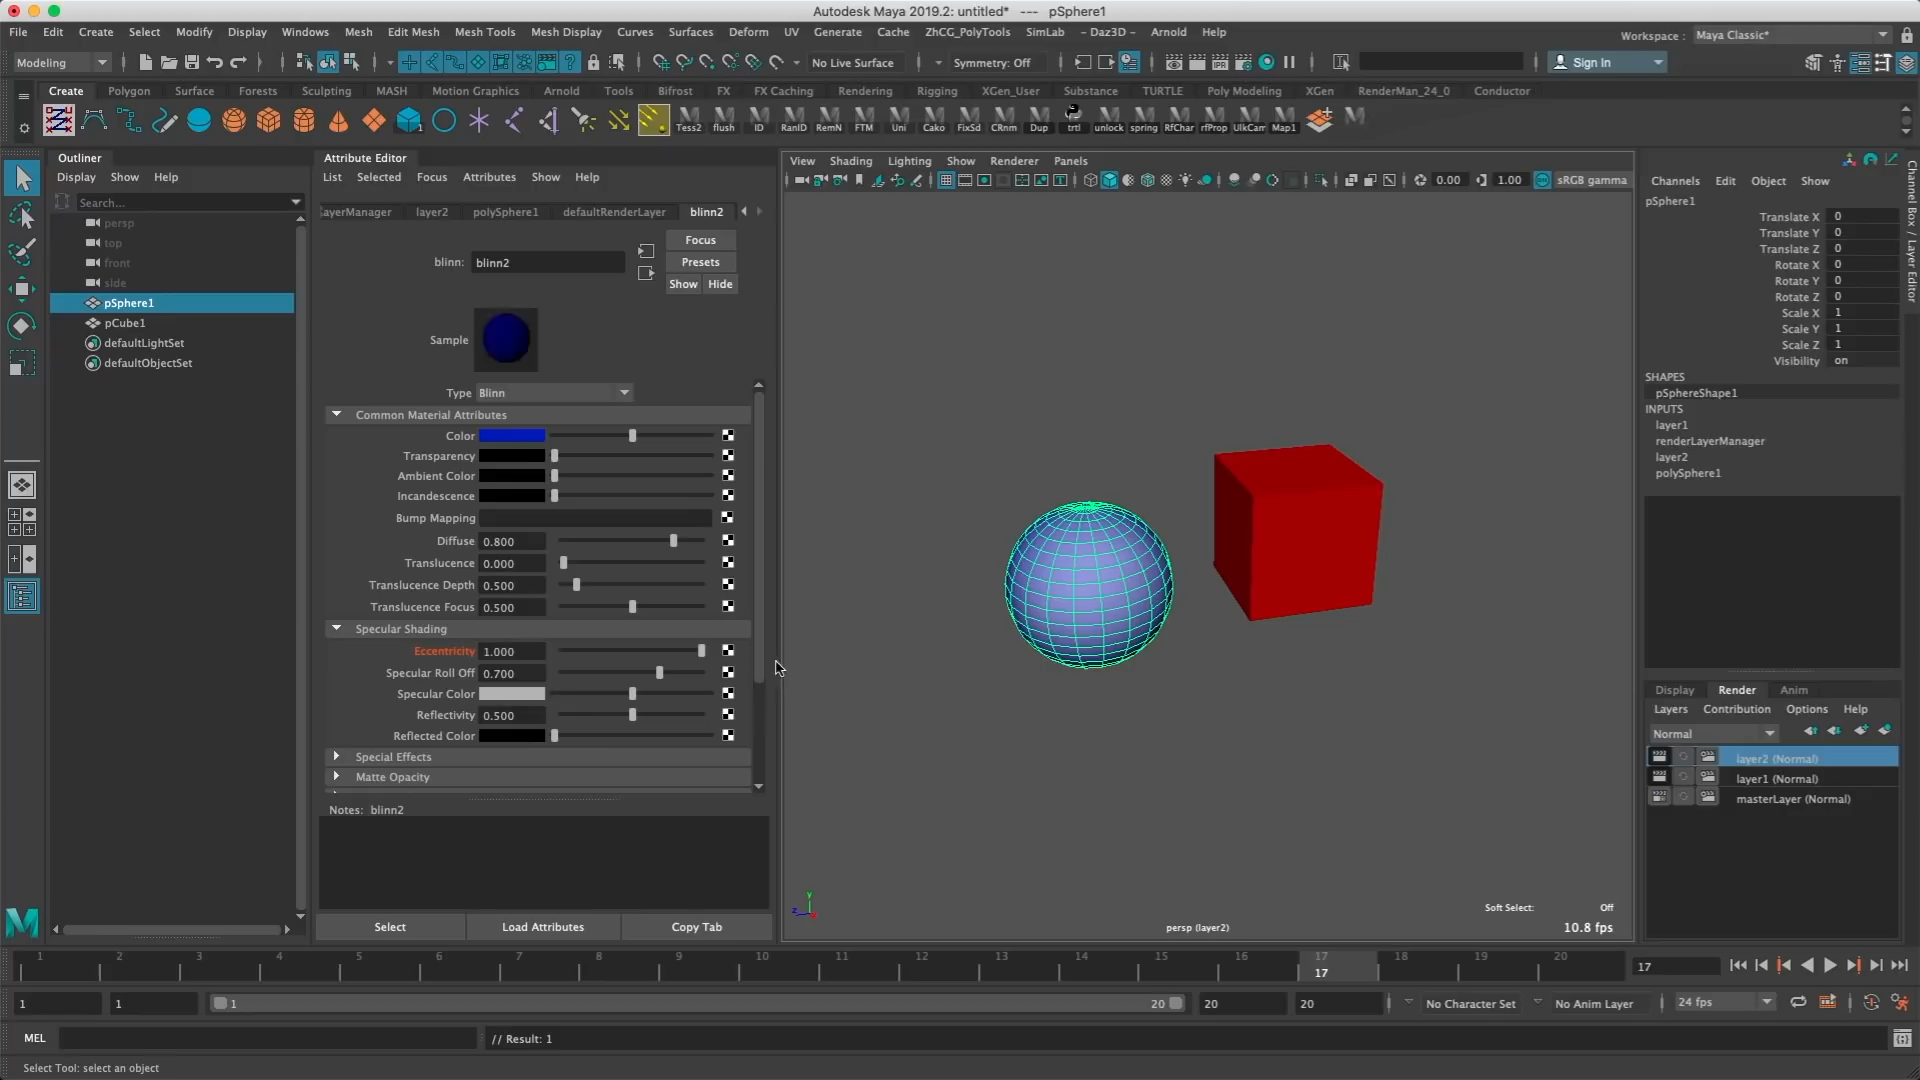 Autodesk Maya 2019.2: untitled* --- pSphere1
File Edit Create Select Modify Display Windows Mesh Edit Mesh Mesh Tools Mesh Display Curves Surfaces Deform UV Generate Cache ZhCG_PolyTools SimLab - Daz3D - Arnold Help
Workspace : Maya Classic*
Modeling No Live Surface Symmetry: Off Sign In
Create Polygon Surface Forests Sculpting MASH Motion Graphics Arnold Tools Bifrost FX FX Caching Rendering Rigging XGen_User Substance TURTLE Poly Modeling XGen RenderMan_24_0 Conductor
Tess2 flush ID RanID RemN FTM Uni Cako FixSd CRnm Dup trtl unlock spring RfChar rfProp UlkCam Map1
Outliner
Display Show Help
Search...
persp
top
front
side
pSphere1
pCube1
defaultLightSet
defaultObjectSet
Attribute Editor
List Selected Focus Attributes Show Help
ayerManager layer2 polySphere1 defaultRenderLayer blinn2
blinn: blinn2
Focus
Presets
Show Hide
Sample
Type Blinn
Common Material Attributes
Color
Transparency
Ambient Color
Incandescence
Bump Mapping
Diffuse 0.800
Translucence 0.000
Translucence Depth 0.500
Translucence Focus 0.500
Specular Shading
Eccentricity 1.000
Specular Roll Off 0.700
Specular Color
Reflectivity 0.500
Reflected Color
Special Effects
Matte Opacity
Notes: blinn2
Select Load Attributes Copy Tab
View Shading Lighting Show Renderer Panels
0.00 1.00 sRGB gamma
y
z x
persp (layer2)
Soft Select: Off
10.8 fps
Channels Edit Object Show
pSphere1
Translate X 0
Translate Y 0
Translate Z 0
Rotate X 0
Rotate Y 0
Rotate Z 0
Scale X 1
Scale Y 1
Scale Z 1
Visibility on
SHAPES
pSphereShape1
INPUTS
layer1
renderLayerManager
layer2
polySphere1
Channel Box / Layer Editor
Display Render Anim
Layers Contribution Options Help
Normal
layer2 (Normal)
layer1 (Normal)
masterLayer (Normal)
1 2 3 4 5 6 7 8 9 10 11 12 13 14 15 16 17 18 19 20
17
17
1 1 1 20 20 20 No Character Set No Anim Layer 24 fps
MEL // Result: 1
Select Tool: select an object